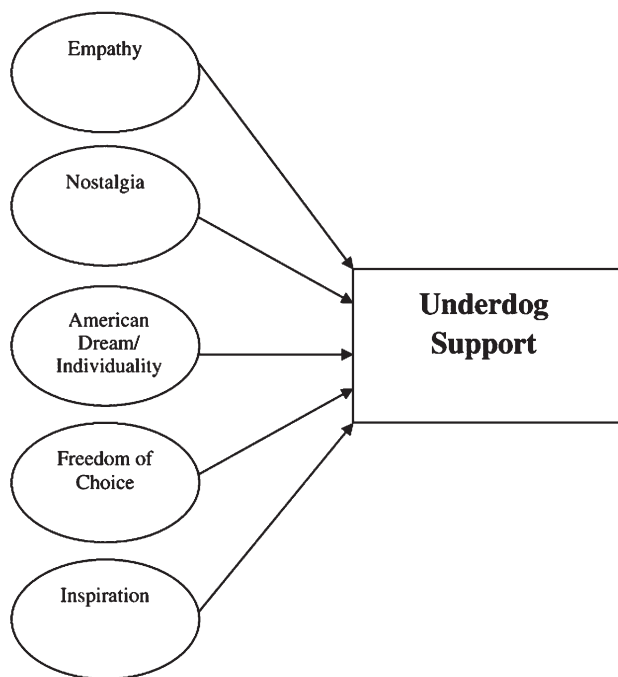 Empathy
Nostalgia
American
Dream/
Individuality
Freedom of
Choice
Inspiration
Underdog
Support